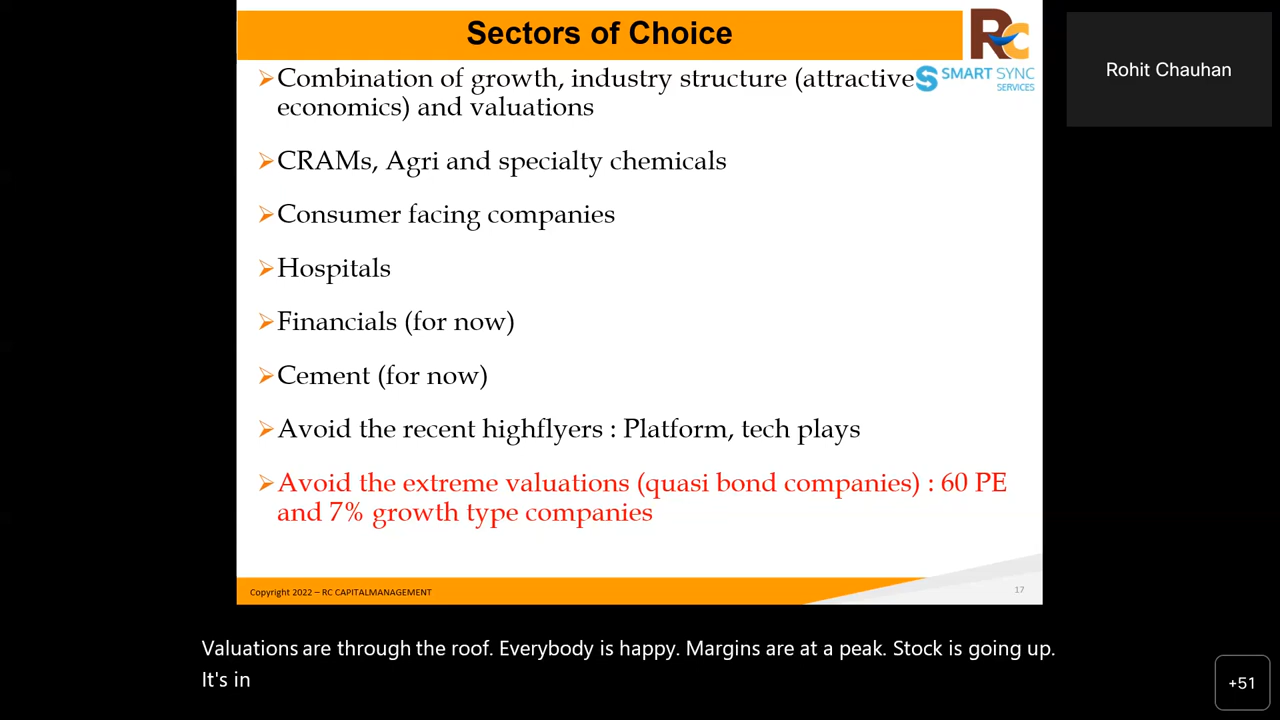 Sectors of Choice
Rc
SMART SYNC
SERVICES
Rohit Chauhan
➢Combination of growth, industry structure (attractive
economics) and valuations
➢CRAMs, Agri and specialty chemicals
➢Consumer facing companies
➢Hospitals
➢Financials (for now)
➢Cement (for now)
➢Avoid the recent highflyers : Platform, tech plays
➢Avoid the extreme valuations (quasi bond companies) : 60 PE
and 7% growth type companies
Copyright 2022 – RC CAPITALMANAGEMENT
17
Valuations are through the roof. Everybody is happy. Margins are at a peak. Stock is going up.
It's in
+51